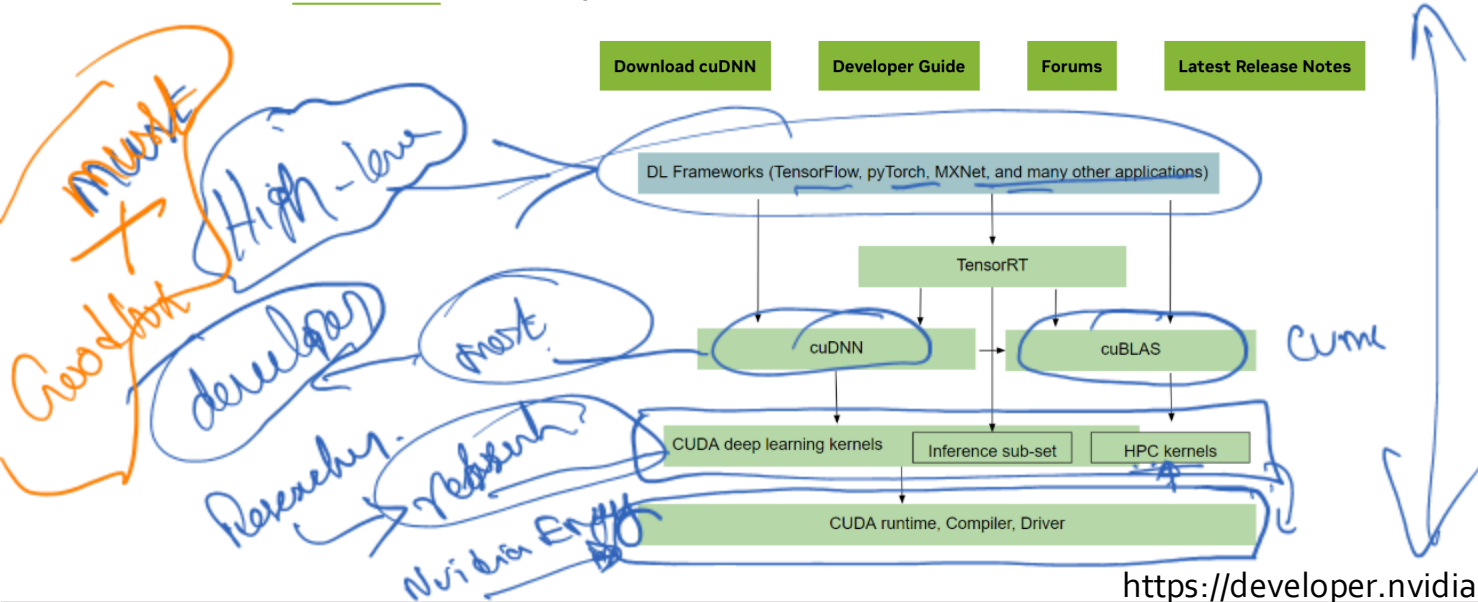 Download cuDNN
Developer Guide
Forums
Latest Release Notes
must
+
High-leve
DL Frameworks (TensorFlow, pyTorch, MXNet, and many other applications)
TensorRT
developer
most
cuDNN
cuBLAS
CUDA deep learning kernels
Inference sub-set
HPC kernels
Researcher
Nvidia Engg
CUDA runtime, Compiler, Driver
https://developer.nvidia